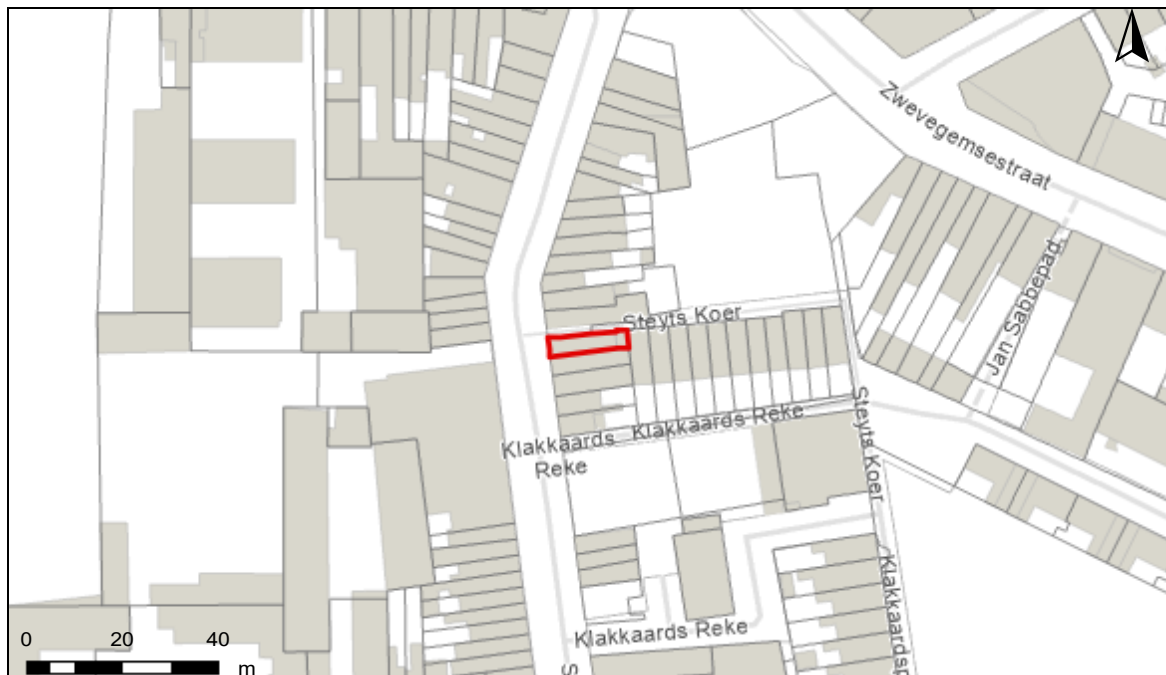 Zwevegemsestraat
Jan Sabbepad
Steyts Koer
Klakkaards
Reke
Klakkaards Reke
Steyts Koer
Klakkaards Reke
Klakkaardsp
S
0 20 40
m